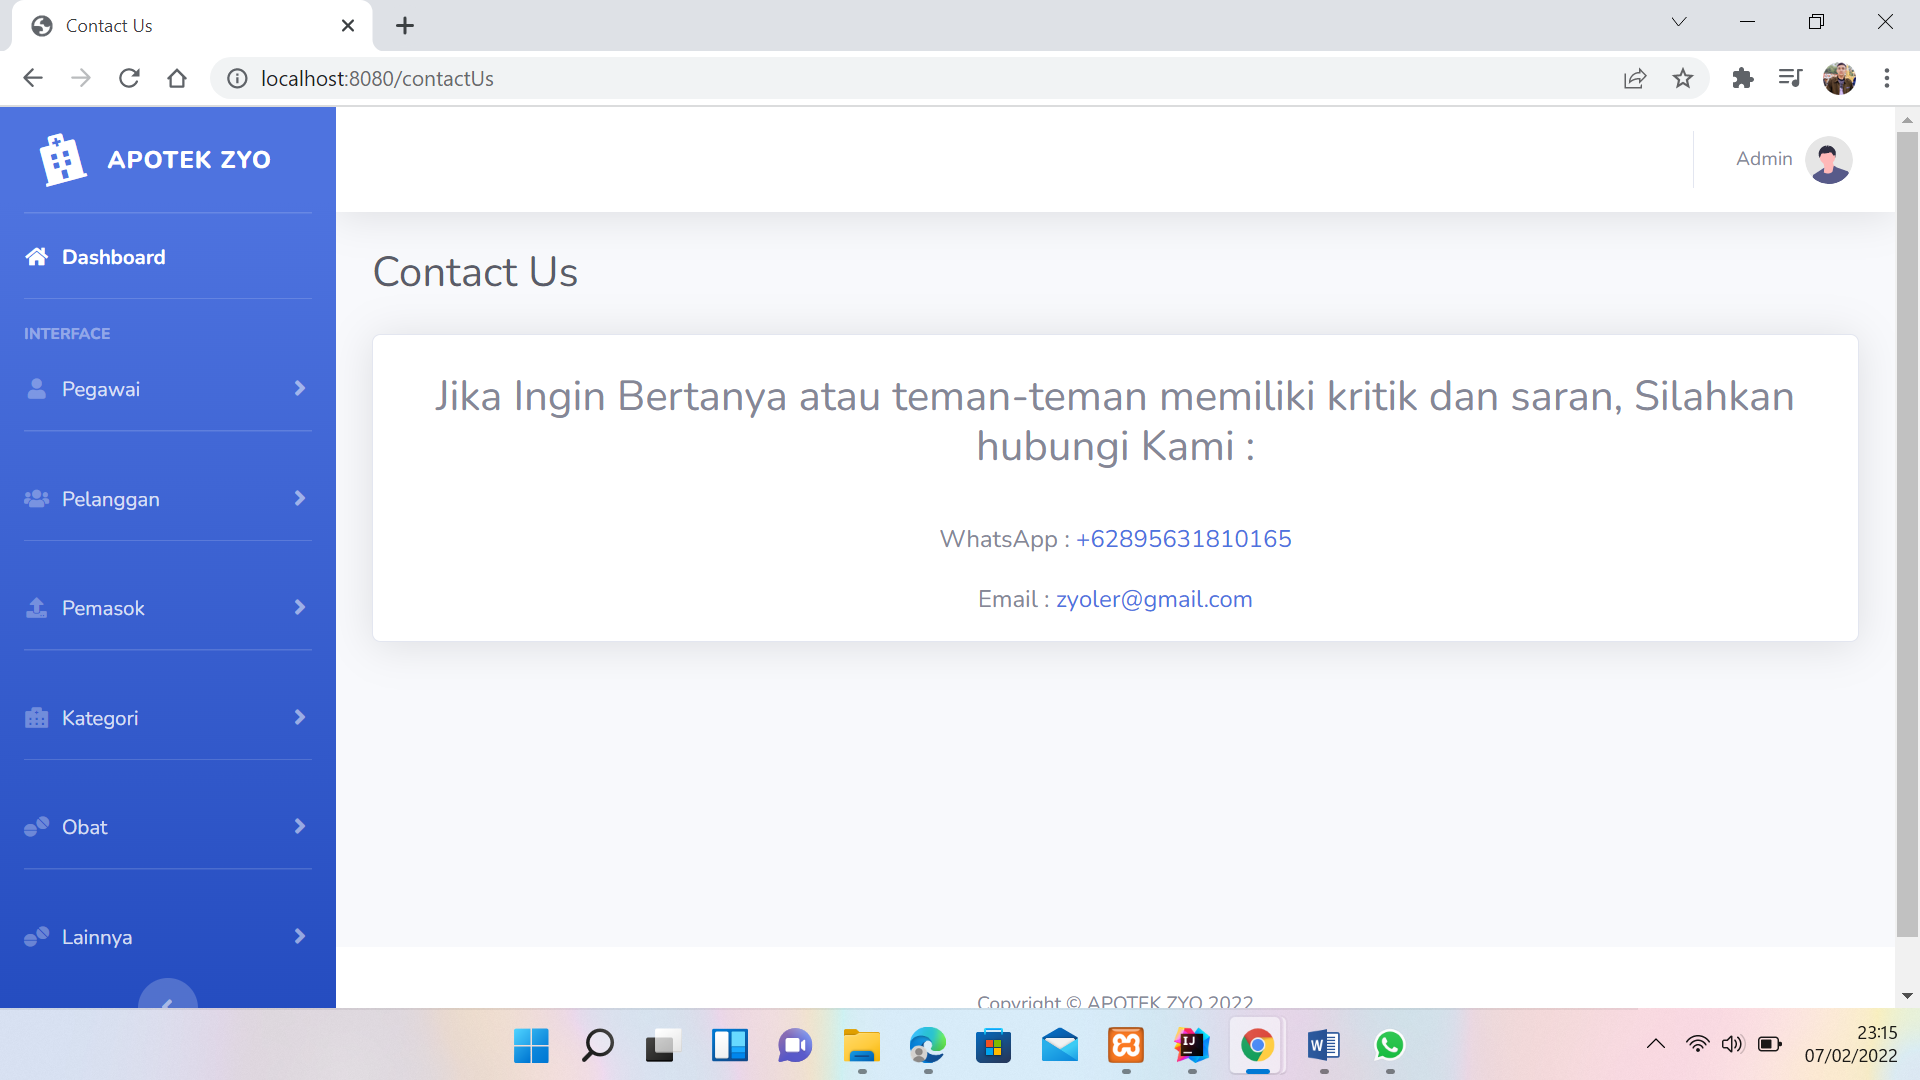 Contact Us
localhost:8080/contactUs
APOTEK ZYO
Admin
Dashboard
Contact Us
INTERFACE
Pegawai
Jika Ingin Bertanya atau teman-teman memiliki kritik dan saran, Silahkan
hubungi Kami :
Pelanggan
WhatsApp : +62895631810165
Email : zyoler@gmail.com
Pemasok
Kategori
Obat
Lainnya
Copyright © APOTEK ZYO 2022
IJ
W
23:15
07/02/2022